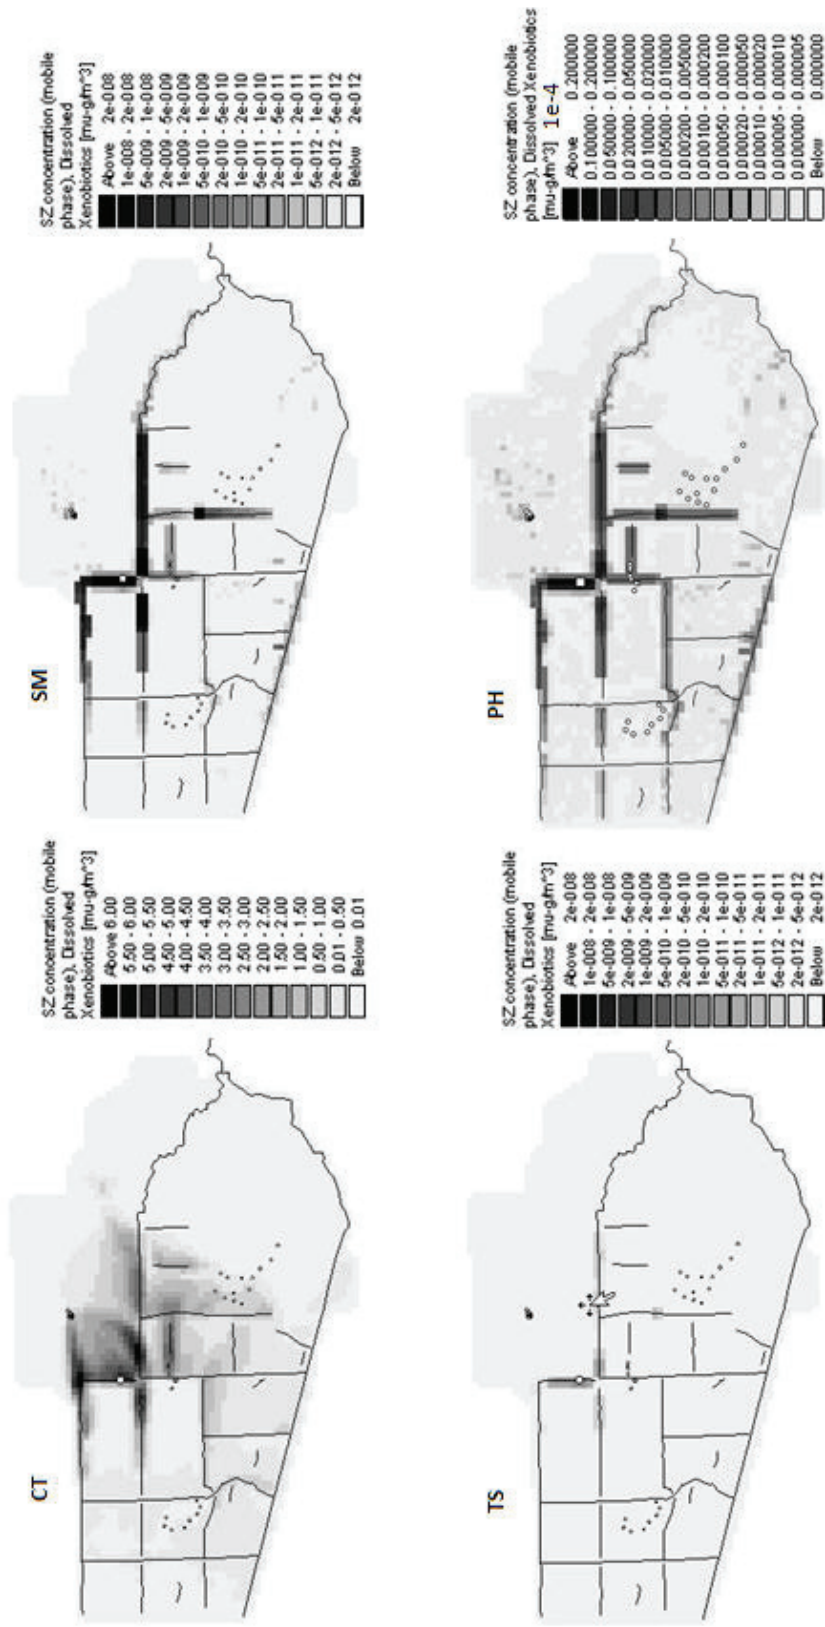 CT
SZ concentration (mobile
phase), Dissolved
Xenobiotics [mu-g/m^3]
Above 6.00
5.50 - 6.00
5.00 - 5.50
4.50 - 5.00
4.00 - 4.50
3.50 - 4.00
3.00 - 3.50
2.50 - 3.00
2.00 - 2.50
1.50 - 2.00
1.00 - 1.50
0.50 - 1.00
0.01 - 0.50
Below 0.01
SM
SZ concentration (mobile
phase), Dissolved
Xenobiotics [mu-g/m^3]
Above 2e-008
1e-008 - 2e-008
5e-009 - 1e-008
2e-009 - 5e-009
1e-009 - 2e-009
5e-010 - 1e-009
2e-010 - 5e-010
1e-010 - 2e-010
5e-011 - 1e-010
2e-011 - 5e-011
1e-011 - 2e-011
5e-012 - 1e-011
2e-012 - 5e-012
Below 2e-012
TS
SZ concentration (mobile
phase), Dissolved
Xenobiotics [mu-g/m^3]
Above 2e-008
1e-008 - 2e-008
5e-009 - 1e-008
2e-009 - 5e-009
1e-009 - 2e-009
5e-010 - 1e-009
2e-010 - 5e-010
1e-010 - 2e-010
5e-011 - 1e-010
2e-011 - 5e-011
1e-011 - 2e-011
5e-012 - 1e-011
2e-012 - 5e-012
Below 2e-012
PH
SZ concentration (mobile
phase), Dissolved Xenobiotics
[mu-g/m^3] 1e-4
Above 0.200000
0.100000 - 0.200000
0.050000 - 0.100000
0.20000 - 0.050000
0.010000 - 0.020000
0.005000 - 0.010000
0.00200 - 0.005000
0.000100 - 0.000200
0.000050 - 0.000100
0.000020 - 0.000050
0.000010 - 0.000020
0.000005 - 0.000010
0.000000 - 0.000005
Below 0.000000